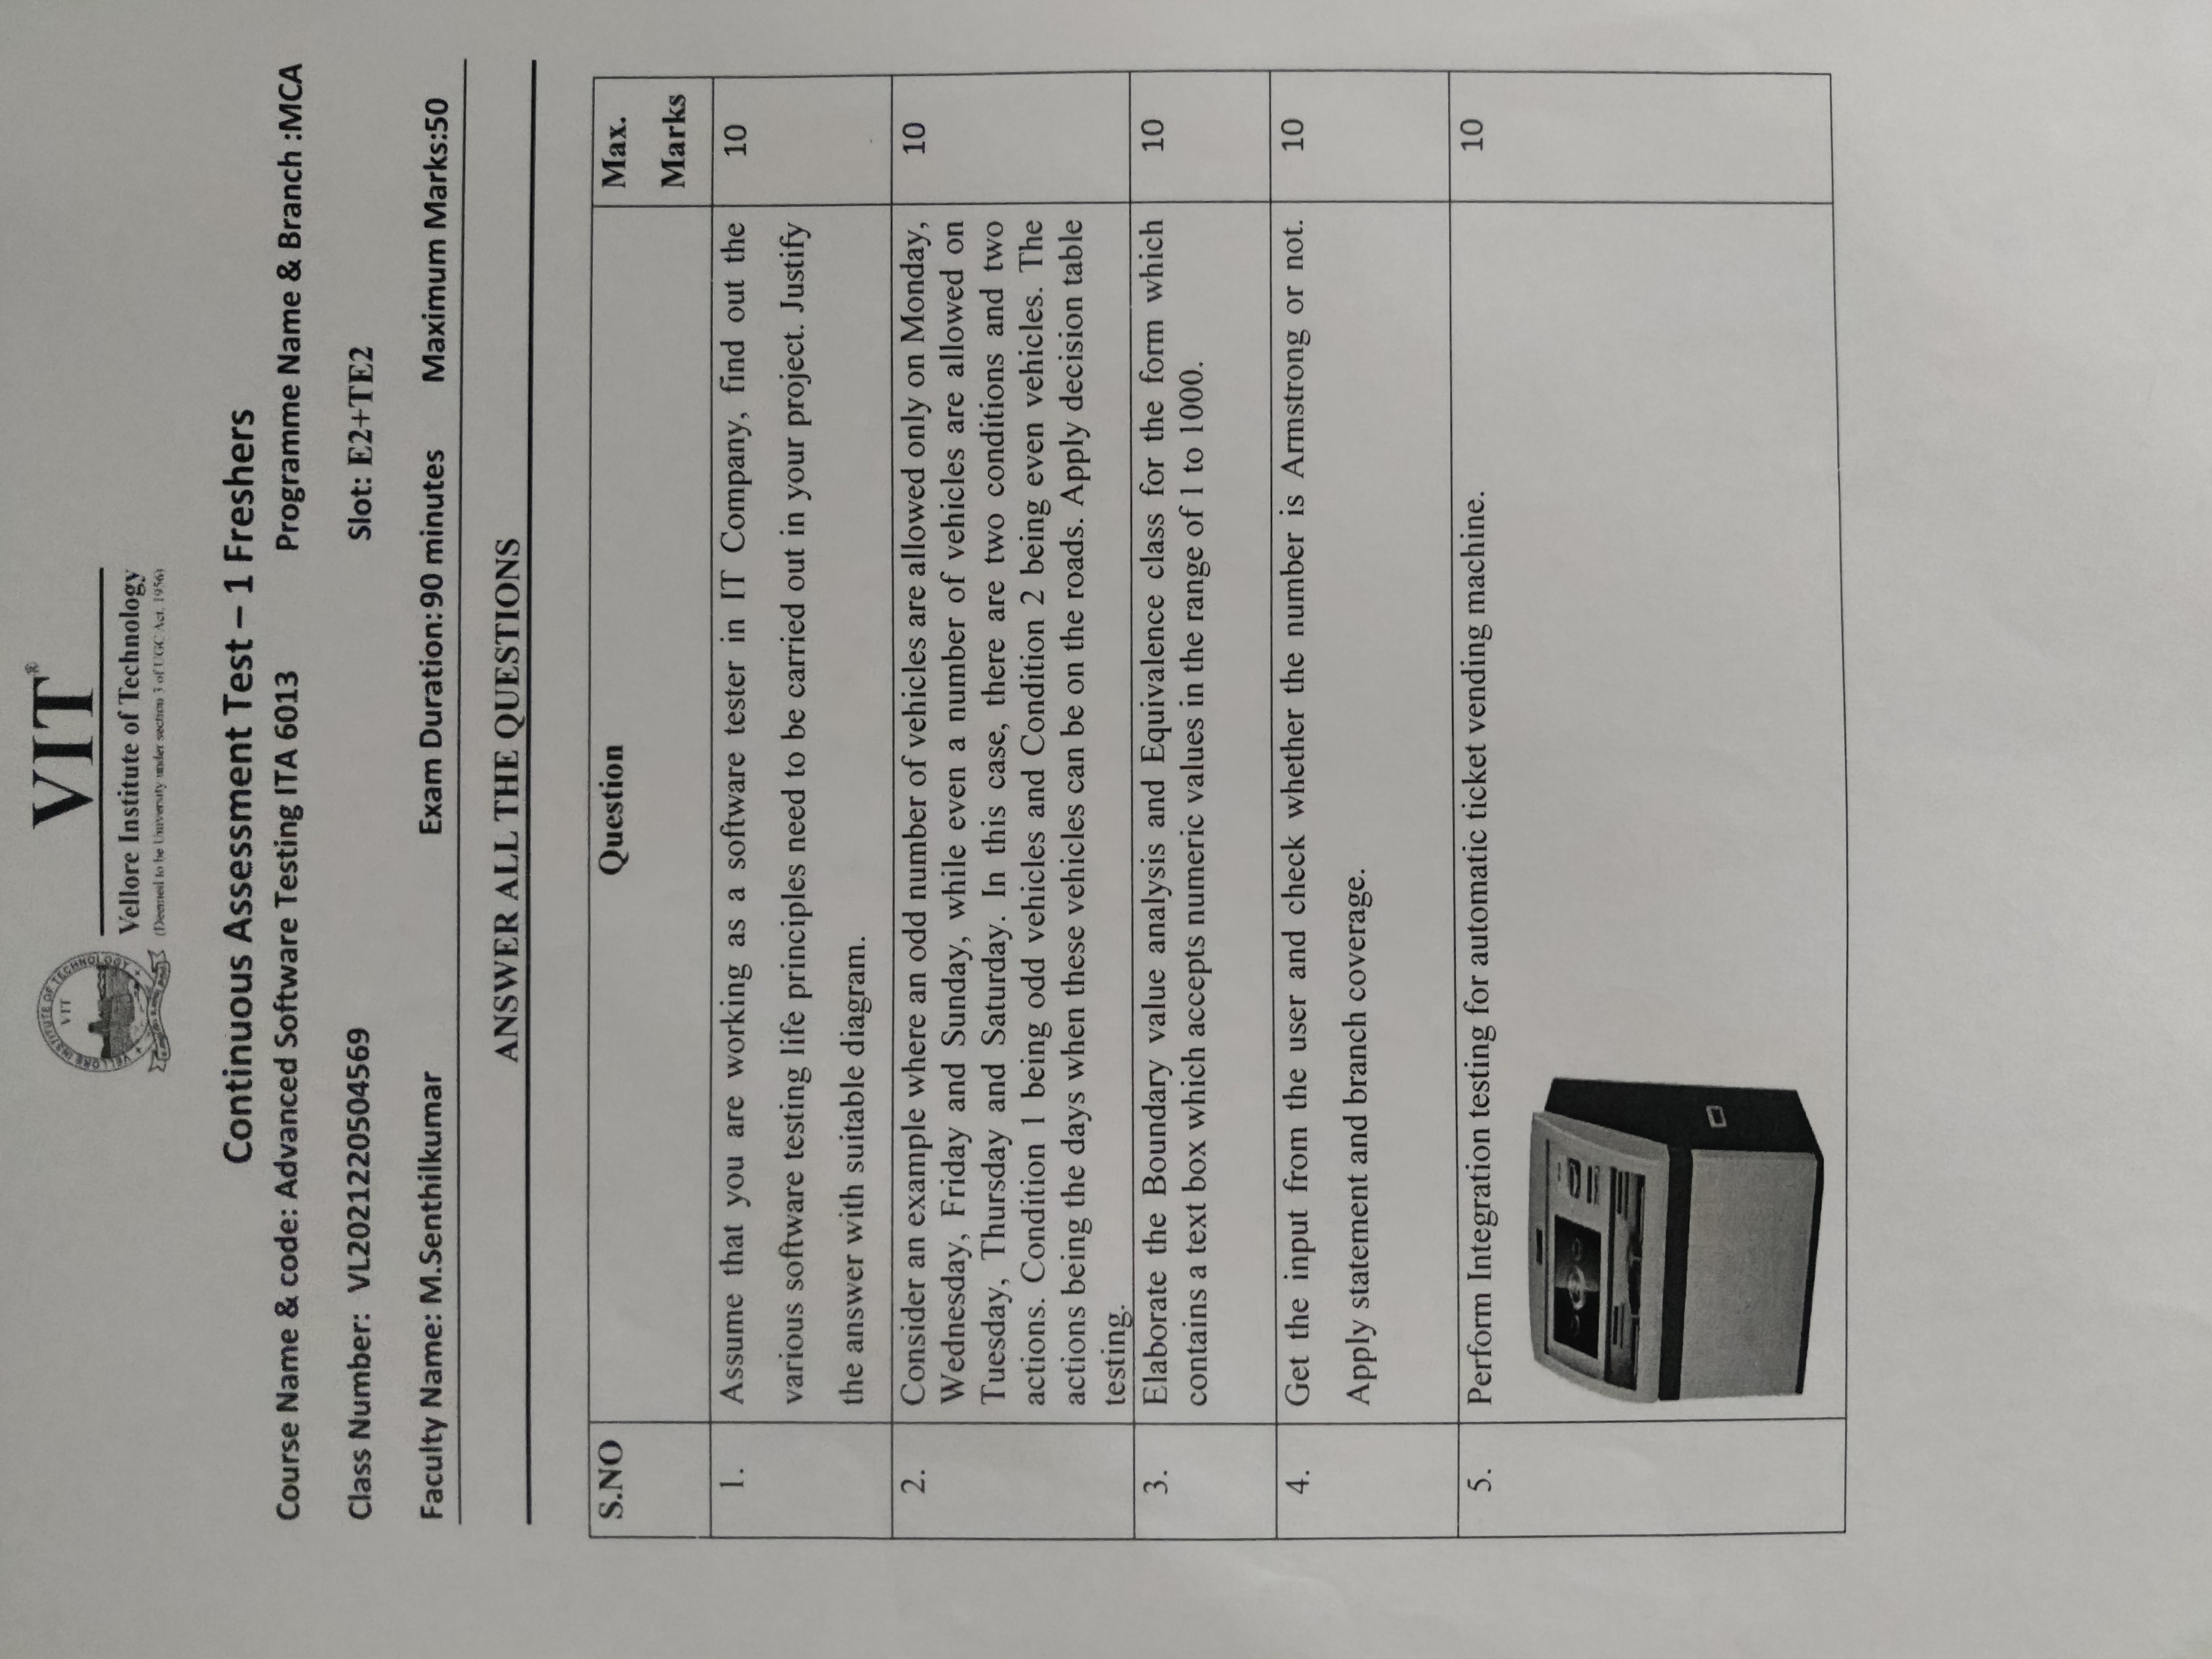 VELLORE INSTITUTE OF TECHNOLOGY
VIT
VIT®
Vellore Institute of Technology
(Deemed to be University under section 3 of UGC Act, 1956)
Continuous Assessment Test – 1 Freshers
Course Name & code: Advanced Software Testing ITA 6013 Programme Name & Branch :MCA
Class Number: VL2021220504569 Slot: E2+TE2
Faculty Name: M.Senthilkumar Exam Duration: 90 minutes Maximum Marks:50
ANSWER ALL THE QUESTIONS
S.NO Question Max.
Marks
1. Assume that you are working as a software tester in IT Company, find out the 10
various software testing life principles need to be carried out in your project. Justify
the answer with suitable diagram.
2. Consider an example where an odd number of vehicles are allowed only on Monday, 10
Wednesday, Friday and Sunday, while even a number of vehicles are allowed on
Tuesday, Thursday and Saturday. In this case, there are two conditions and two
actions. Condition 1 being odd vehicles and Condition 2 being even vehicles. The
actions being the days when these vehicles can be on the roads. Apply decision table
testing.
3. Elaborate the Boundary value analysis and Equivalence class for the form which 10
contains a text box which accepts numeric values in the range of 1 to 1000.
4. Get the input from the user and check whether the number is Armstrong or not. 10
Apply statement and branch coverage.
5. Perform Integration testing for automatic ticket vending machine. 10